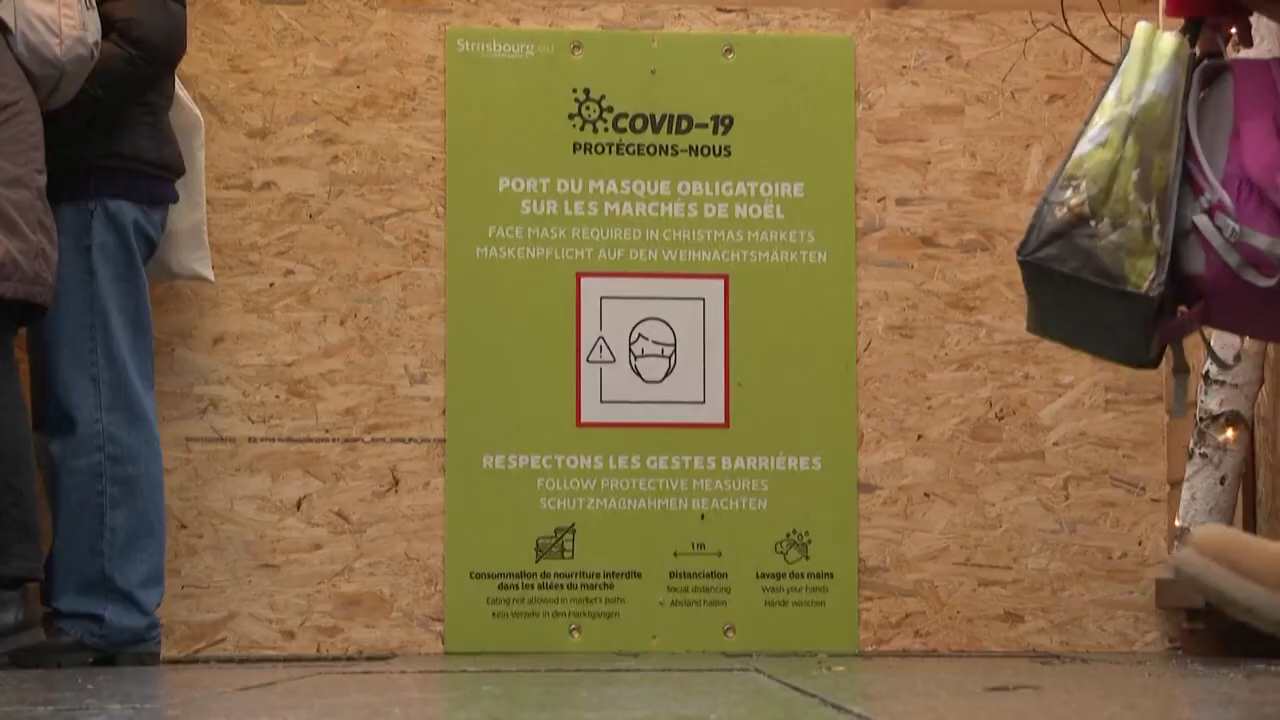 Strasbourg.eu
COVID-19
PROTÉGEONS-NOUS
PORT DU MASQUE OBLIGATOIRE
SUR LES MARCHÉS DE NOËL
FACE MASK REQUIRED IN CHRISTMAS MARKETS
MASKENPFLICHT AUF DEN WEIHNACHTSMÄRKTEN
RESPECTONS LES GESTES BARRIÈRES
FOLLOW PROTECTIVE MEASURES
SCHUTZMAßNAHMEN BEACHTEN
1 m
Consommation de nourriture interdite
dans les allées du marché
Eating not allowed in market's paths
Kein Verzehr in den Marktgängen
Distanciation
Social distancing
Abstand halten
Lavage des mains
Wash your hands
Hände waschen